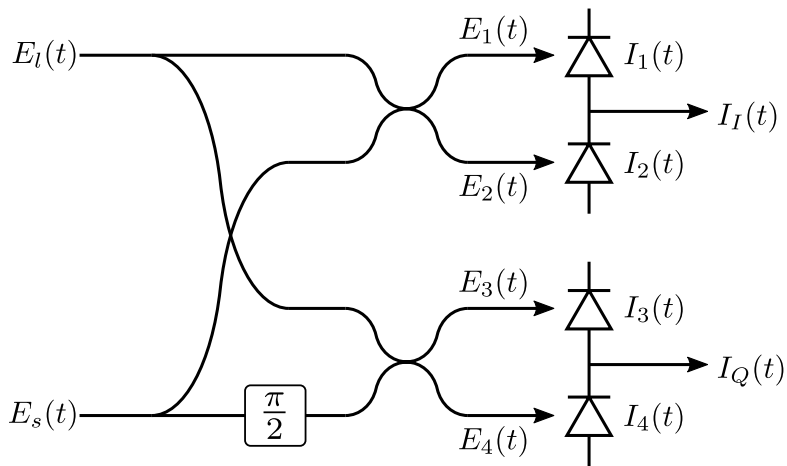 E_l(t)
E_1(t)
I_1(t)
I_I(t)
E_2(t)
I_2(t)
E_3(t)
I_3(t)
I_Q(t)
E_s(t)
π/2
E_4(t)
I_4(t)